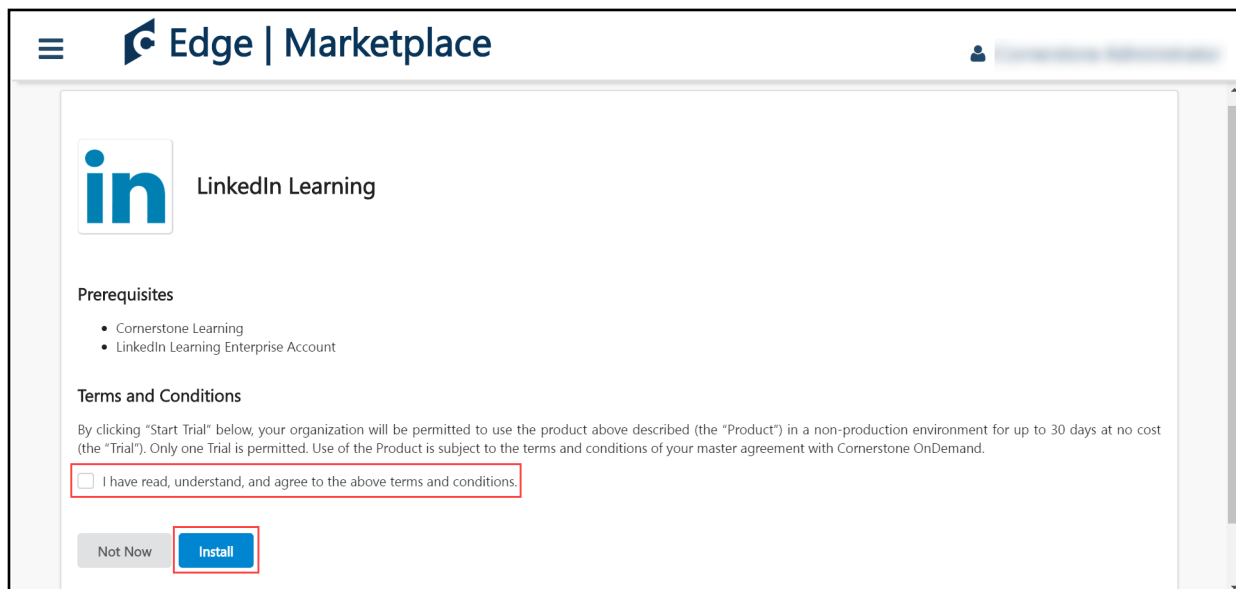 Edge | Marketplace
in
LinkedIn Learning
Prerequisites
• Cornerstone Learning
• LinkedIn Learning Enterprise Account
Terms and Conditions
By clicking “Start Trial” below, your organization will be permitted to use the product above described (the “Product”) in a non-production environment for up to 30 days at no cost
(the “Trial”). Only one Trial is permitted. Use of the Product is subject to the terms and conditions of your master agreement with Cornerstone OnDemand.
I have read, understand, and agree to the above terms and conditions.
Not Now Install